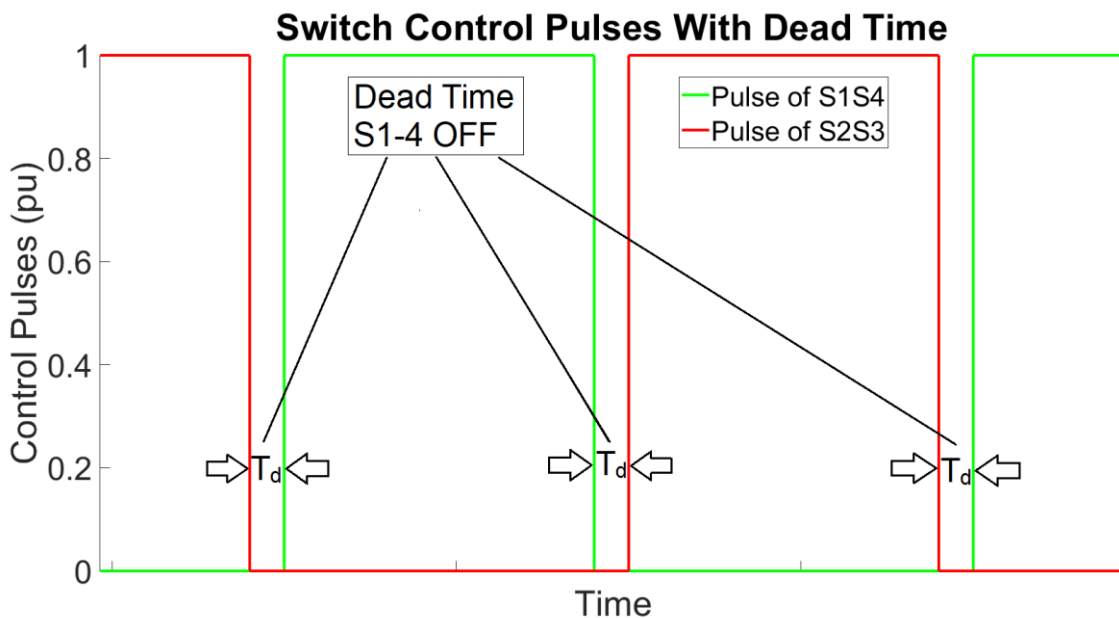 Switch Control Pulses With Dead Time
Control Pulses (pu)
1
0.8
0.6
0.4
0.2
0
Dead Time
S1-4 OFF
Pulse of S1S4
Pulse of S2S3
Td
Td
Td
Time